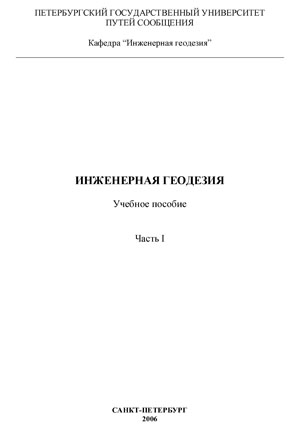 ПЕТЕРБУРГСКИЙ ГОСУДАРСТВЕННЫЙ УНИВЕРСИТЕТ
ПУТЕЙ СООБЩЕНИЯ
Кафедра “Инженерная геодезия”
ИНЖЕНЕРНАЯ ГЕОДЕЗИЯ
Учебное пособие
Часть I
САНКТ-ПЕТЕРБУРГ
2006